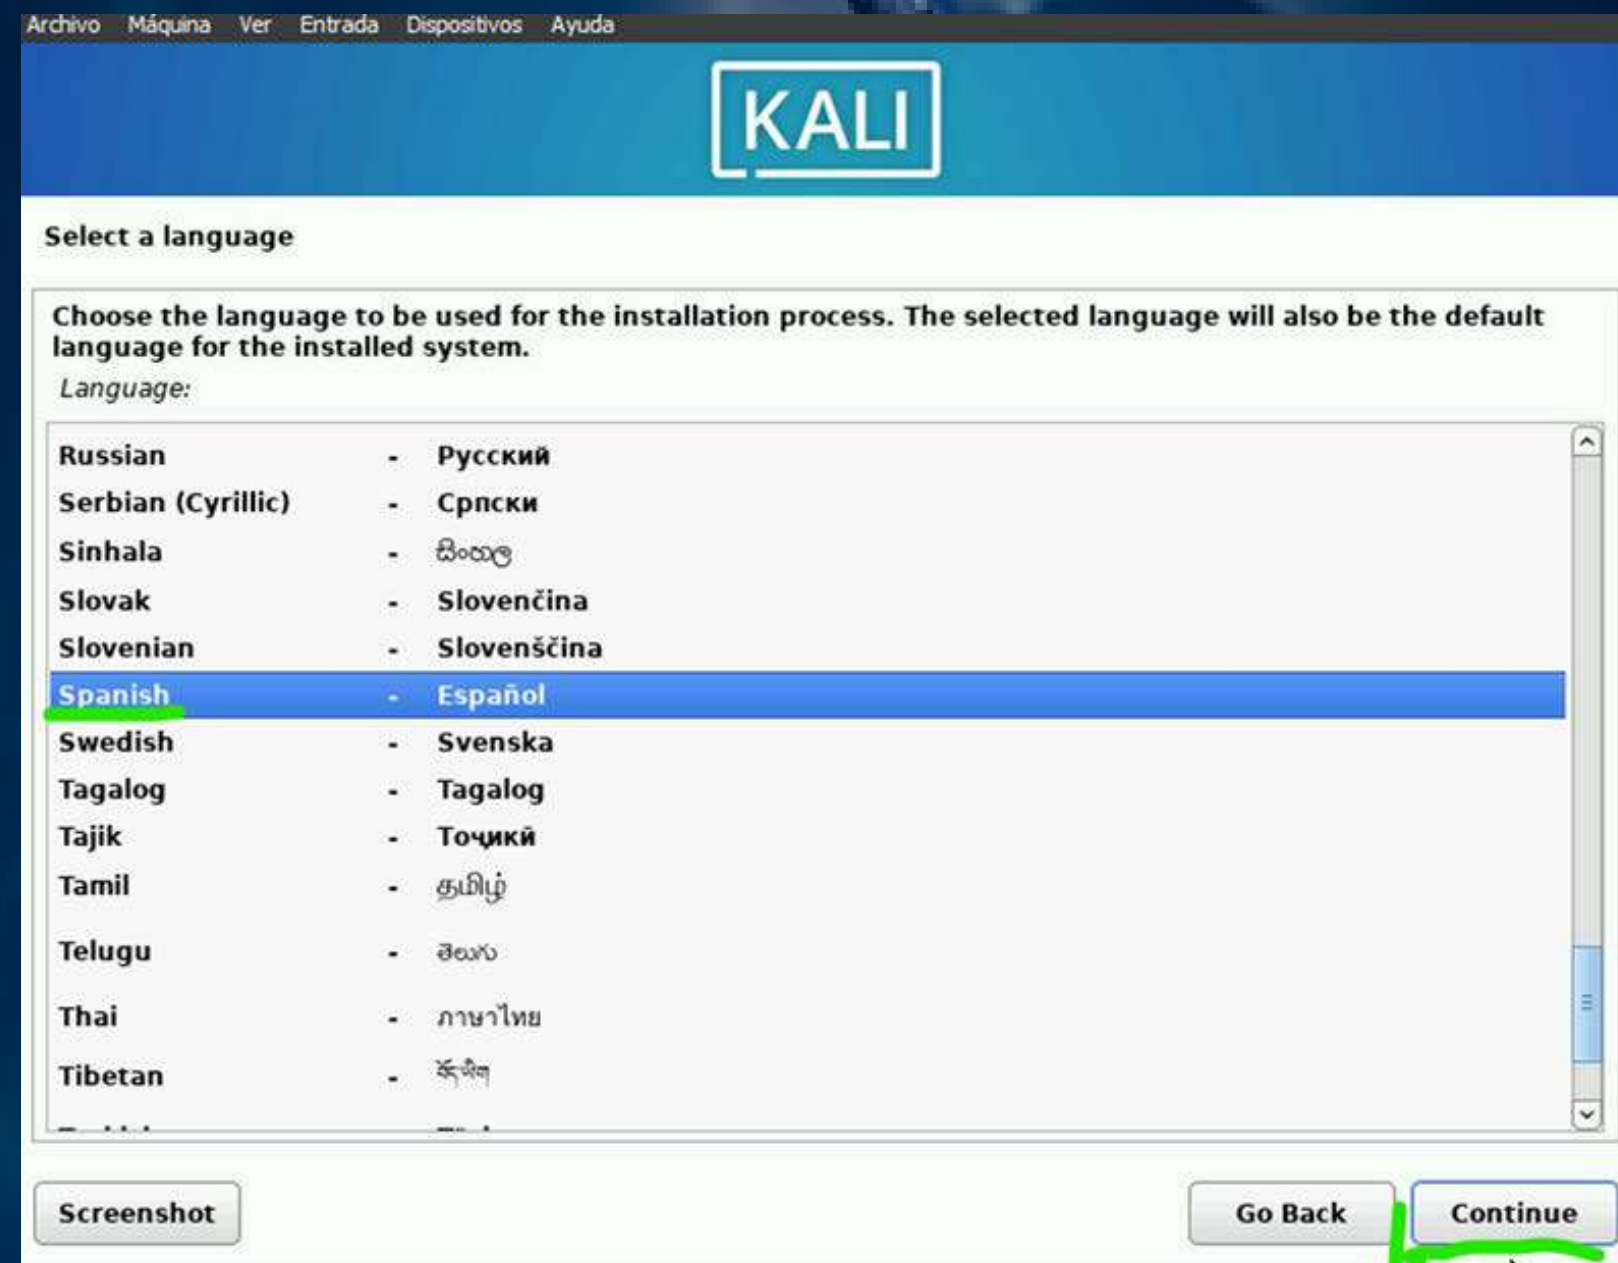 Archivo Máquina Ver Entrada Dispositivos Ayuda
KALI
Select a language
Choose the language to be used for the installation process. The selected language will also be the default
language for the installed system.
Language:
Russian - Русский
Serbian (Cyrillic) - Српски
Sinhala - සිංහල
Slovak - Slovenčina
Slovenian - Slovenščina
Spanish - Español
Swedish - Svenska
Tagalog - Tagalog
Tajik - Тоҷикӣ
Tamil - தமிழ்
Telugu - తెలుగు
Thai - ภาษาไทย
Tibetan - བོད་ཡིག
Screenshot Go Back Continue